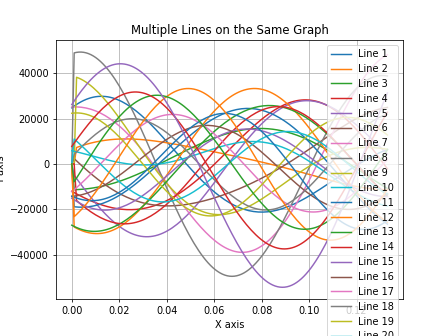 Multiple Lines on the Same Graph
40000
20000
0
−20000
−40000
0.00 0.02 0.04 0.06 0.08 0.10
X axis
Line 1
Line 2
Line 3
Line 4
Line 5
Line 6
Line 7
Line 8
Line 9
Line 10
Line 11
Line 12
Line 13
Line 14
Line 15
Line 16
Line 17
Line 18
Line 19
Line 20